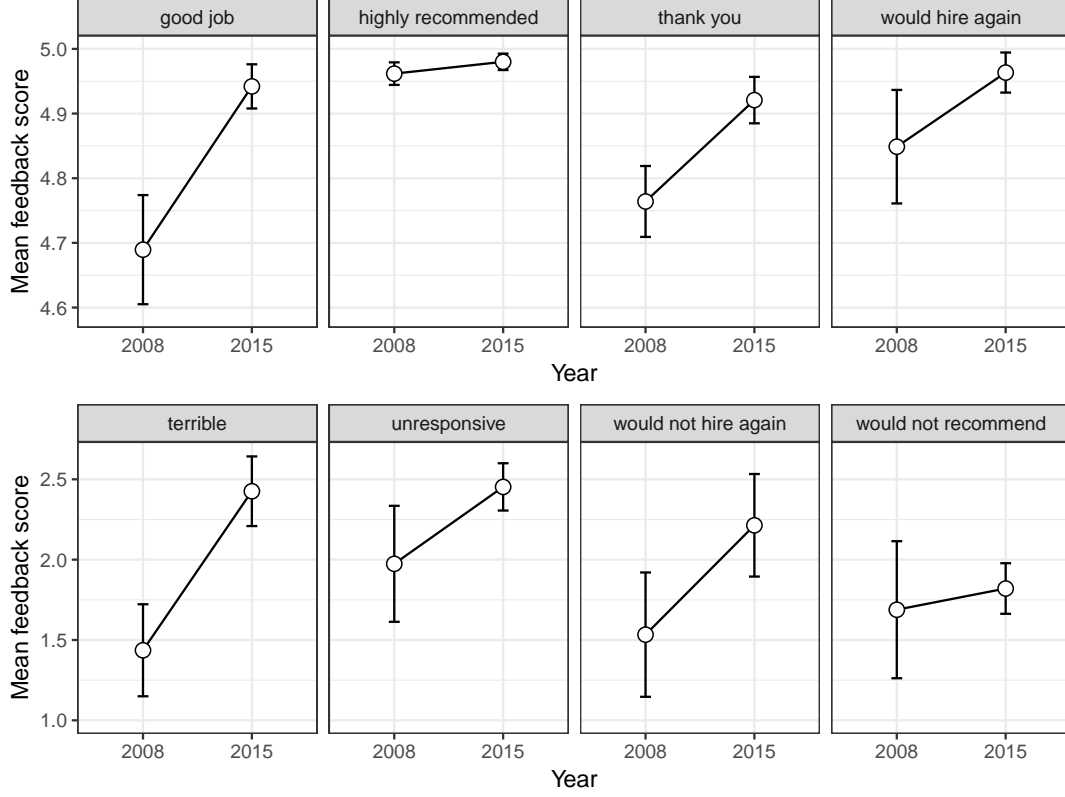 good job highly recommended thank you would hire again
Mean feedback score
5.0
4.9
4.8
4.7
4.6
2008 2015 2008 2015 2008 2015 2008 2015
Year
terrible unresponsive would not hire again would not recommend
Mean feedback score
2.5
2.0
1.5
1.0
2008 2015 2008 2015 2008 2015 2008 2015
Year